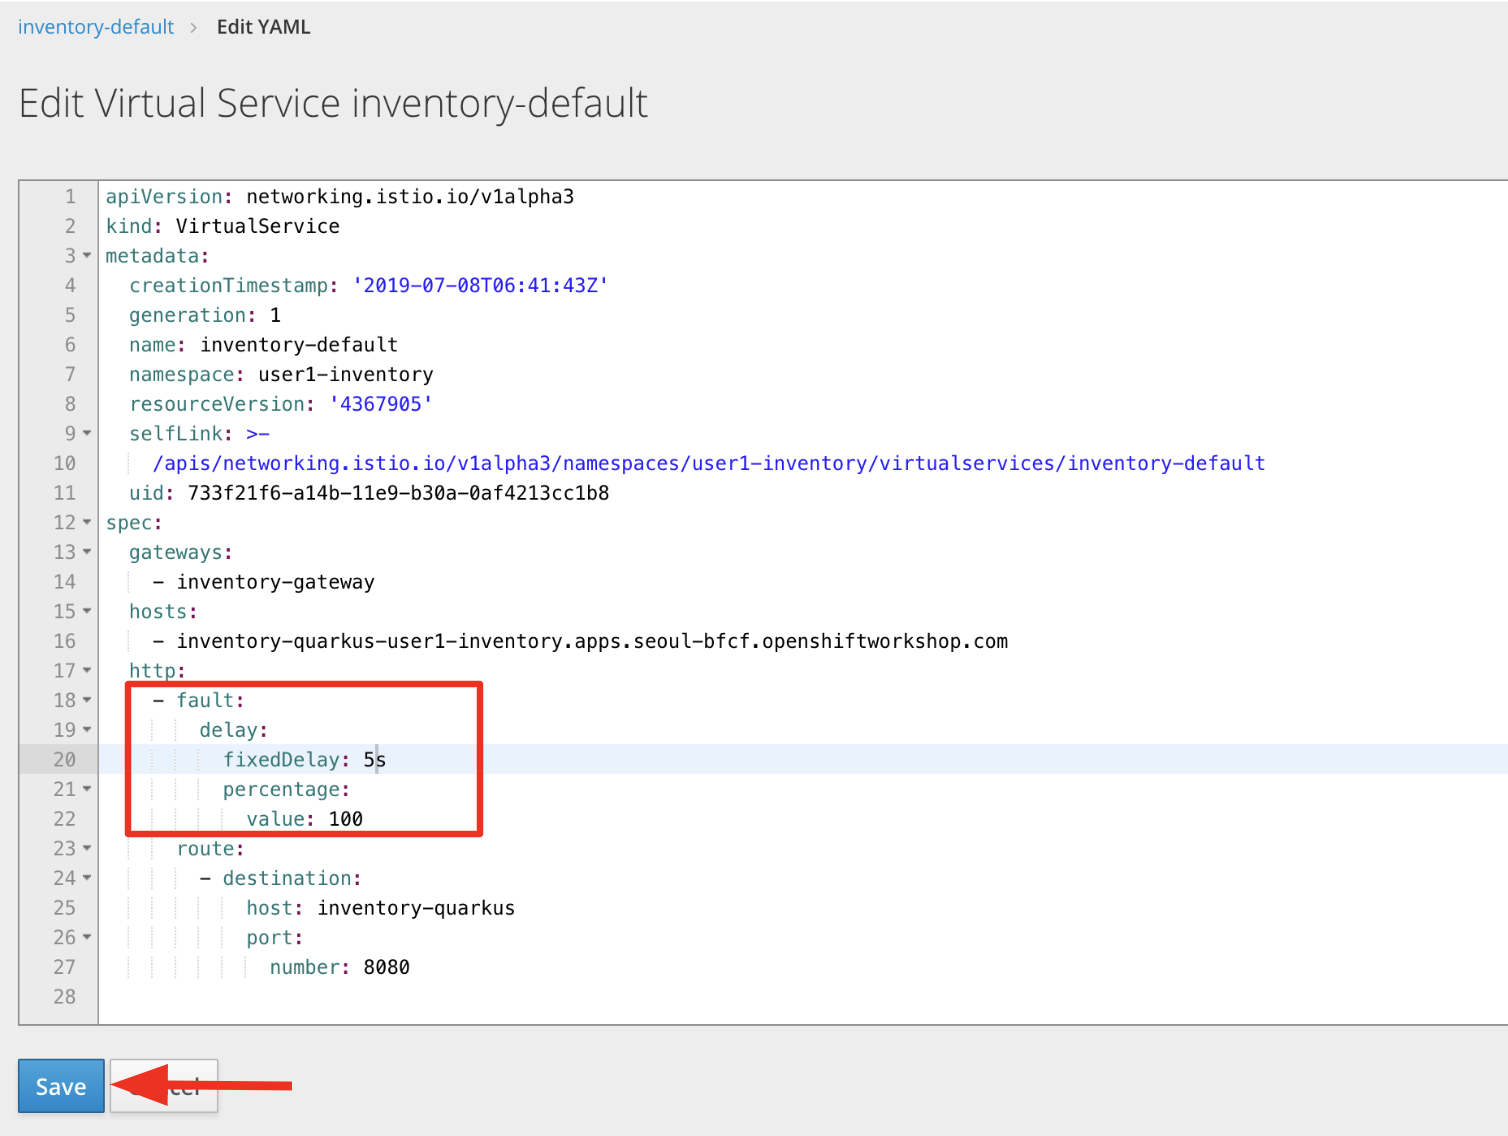 inventory-default > Edit YAML
Edit Virtual Service inventory-default
1 apiVersion: networking.istio.io/v1alpha3
2 kind: VirtualService
3 metadata:
4 creationTimestamp: '2019-07-08T06:41:43Z'
5 generation: 1
6 name: inventory-default
7 namespace: user1-inventory
8 resourceVersion: '4367905'
9 selfLink: >-
10 /apis/networking.istio.io/v1alpha3/namespaces/user1-inventory/virtualservices/inventory-default
11 uid: 733f21f6-a14b-11e9-b30a-0af4213cc1b8
12 spec:
13 gateways:
14 - inventory-gateway
15 hosts:
16 - inventory-quarkus-user1-inventory.apps.seoul-bfcf.openshiftworkshop.com
17 http:
18 - fault:
19 delay:
20 fixedDelay: 5s
21 percentage:
22 value: 100
23 route:
24 - destination:
25 host: inventory-quarkus
26 port:
27 number: 8080
28
Save